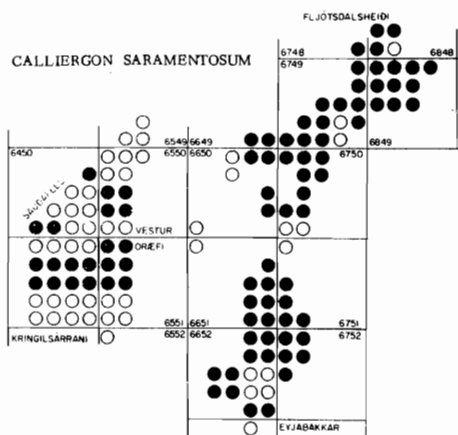 FLJÓTSDALSHEIÐI
6748 6848
CALLIERGON SARAMENTOSUM
6749
6549 6649 6849
6450 6550 6650 6750
VESTUR
ÖRÆFI
6551 6651 6751
KRINGILSÁRRANI 6552 6652 6752
EYJABAKKAR